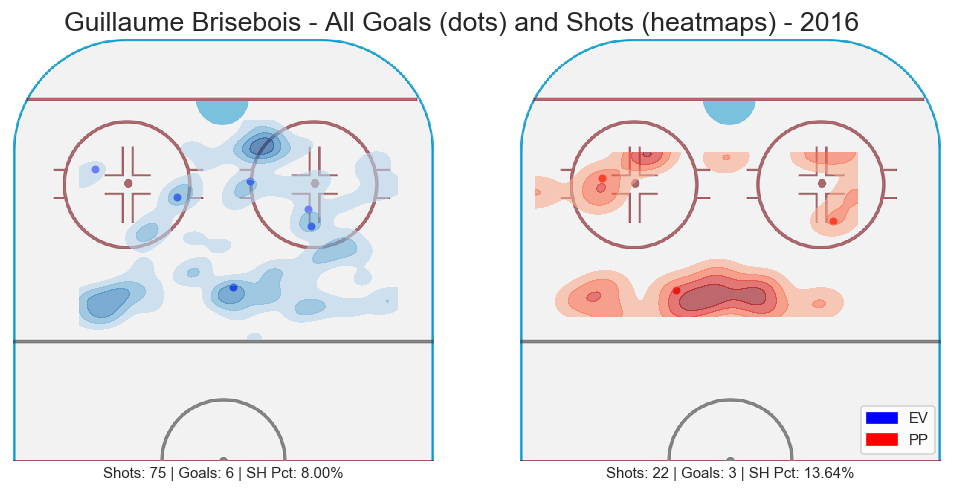 Guillaume Brisebois - All Goals (dots) and Shots (heatmaps) - 2016
EV
PP
Shots: 75 | Goals: 6 | SH Pct: 8.00%
Shots: 22 | Goals: 3 | SH Pct: 13.64%